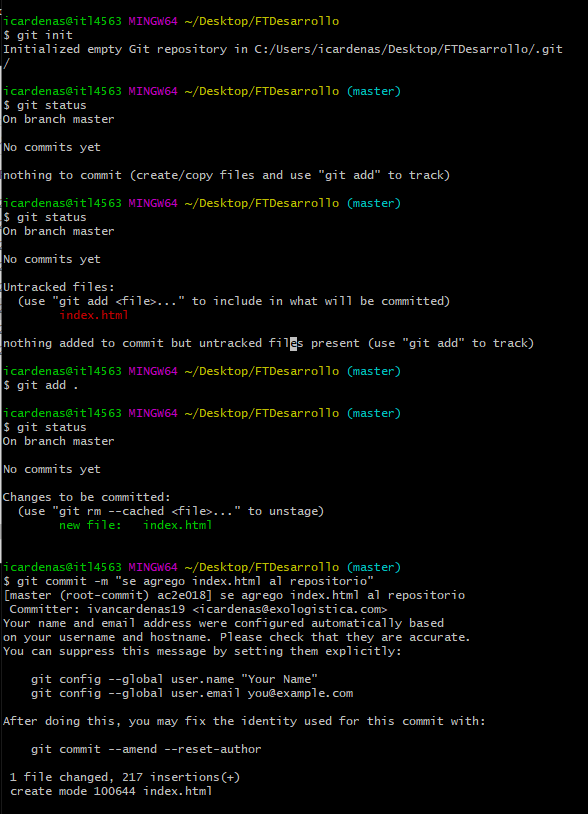 icardenas@itl4563 MINGW64 ~/Desktop/FTDesarrollo
$ git init
Initialized empty Git repository in C:/Users/icardenas/Desktop/FTDesarrollo/.git
/
icardenas@itl4563 MINGW64 ~/Desktop/FTDesarrollo (master)
$ git status
On branch master
No commits yet
nothing to commit (create/copy files and use "git add" to track)
icardenas@itl4563 MINGW64 ~/Desktop/FTDesarrollo (master)
$ git status
On branch master
No commits yet
Untracked files:
  (use "git add <file>..." to include in what will be committed)
        index.html
nothing added to commit but untracked files present (use "git add" to track)
icardenas@itl4563 MINGW64 ~/Desktop/FTDesarrollo (master)
$ git add .
icardenas@itl4563 MINGW64 ~/Desktop/FTDesarrollo (master)
$ git status
On branch master
No commits yet
Changes to be committed:
  (use "git rm --cached <file>..." to unstage)
        new file:   index.html
icardenas@itl4563 MINGW64 ~/Desktop/FTDesarrollo (master)
$ git commit -m "se agrego index.html al repositorio"
[master (root-commit) ac2e018] se agrego index.html al repositorio
 Committer: ivancardenas19 <icardenas@exologistica.com>
Your name and email address were configured automatically based
on your username and hostname. Please check that they are accurate.
You can suppress this message by setting them explicitly:
    git config --global user.name "Your Name"
    git config --global user.email you@example.com
After doing this, you may fix the identity used for this commit with:
    git commit --amend --reset-author
 1 file changed, 217 insertions(+)
 create mode 100644 index.html